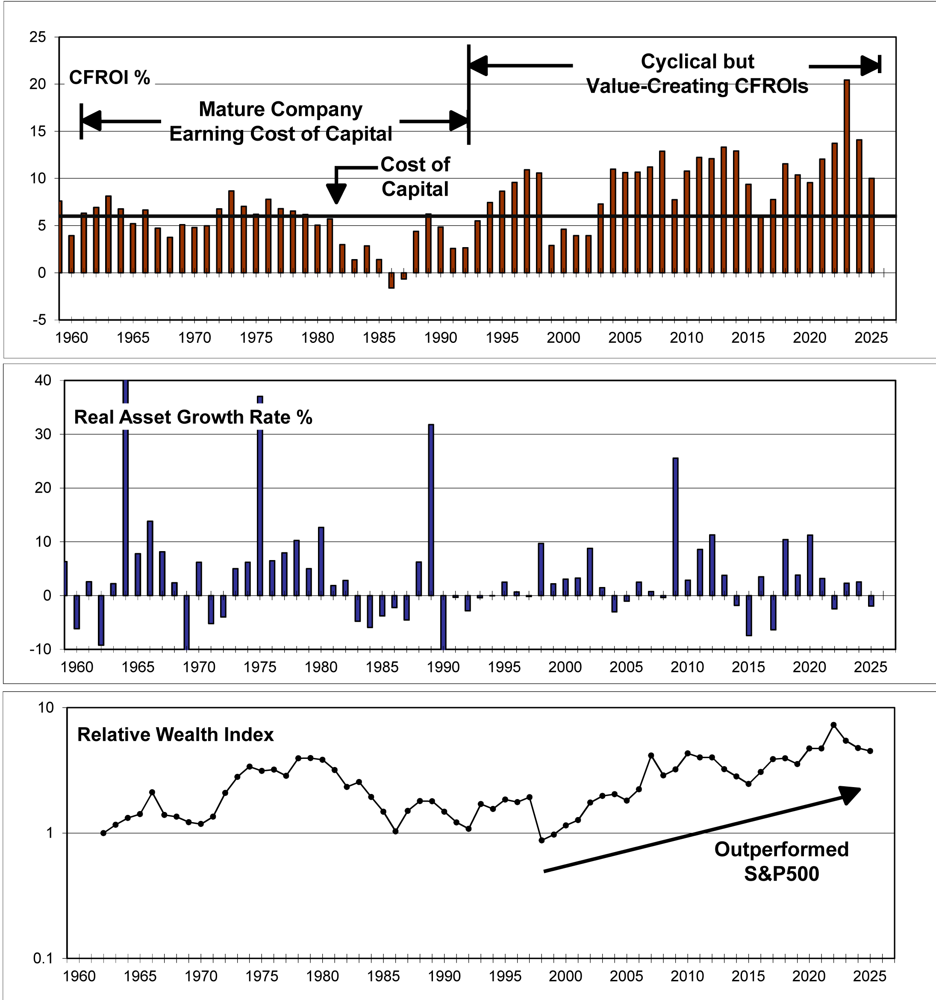 25
CFROI %
20
15
10
5
0
-5
Cyclical but
Value-Creating CFROIs
Mature Company
Earning Cost of Capital
Cost of
Capital
1960 1965 1970 1975 1980 1985 1990 1995 2000 2005 2010 2015 2020 2025
40
Real Asset Growth Rate %
30
20
10
0
-10
1960 1965 1970 1975 1980 1985 1990 1995 2000 2005 2010 2015 2020 2025
10
Relative Wealth Index
1
Outperformed
S&P500
0.1
1960 1965 1970 1975 1980 1985 1990 1995 2000 2005 2010 2015 2020 2025